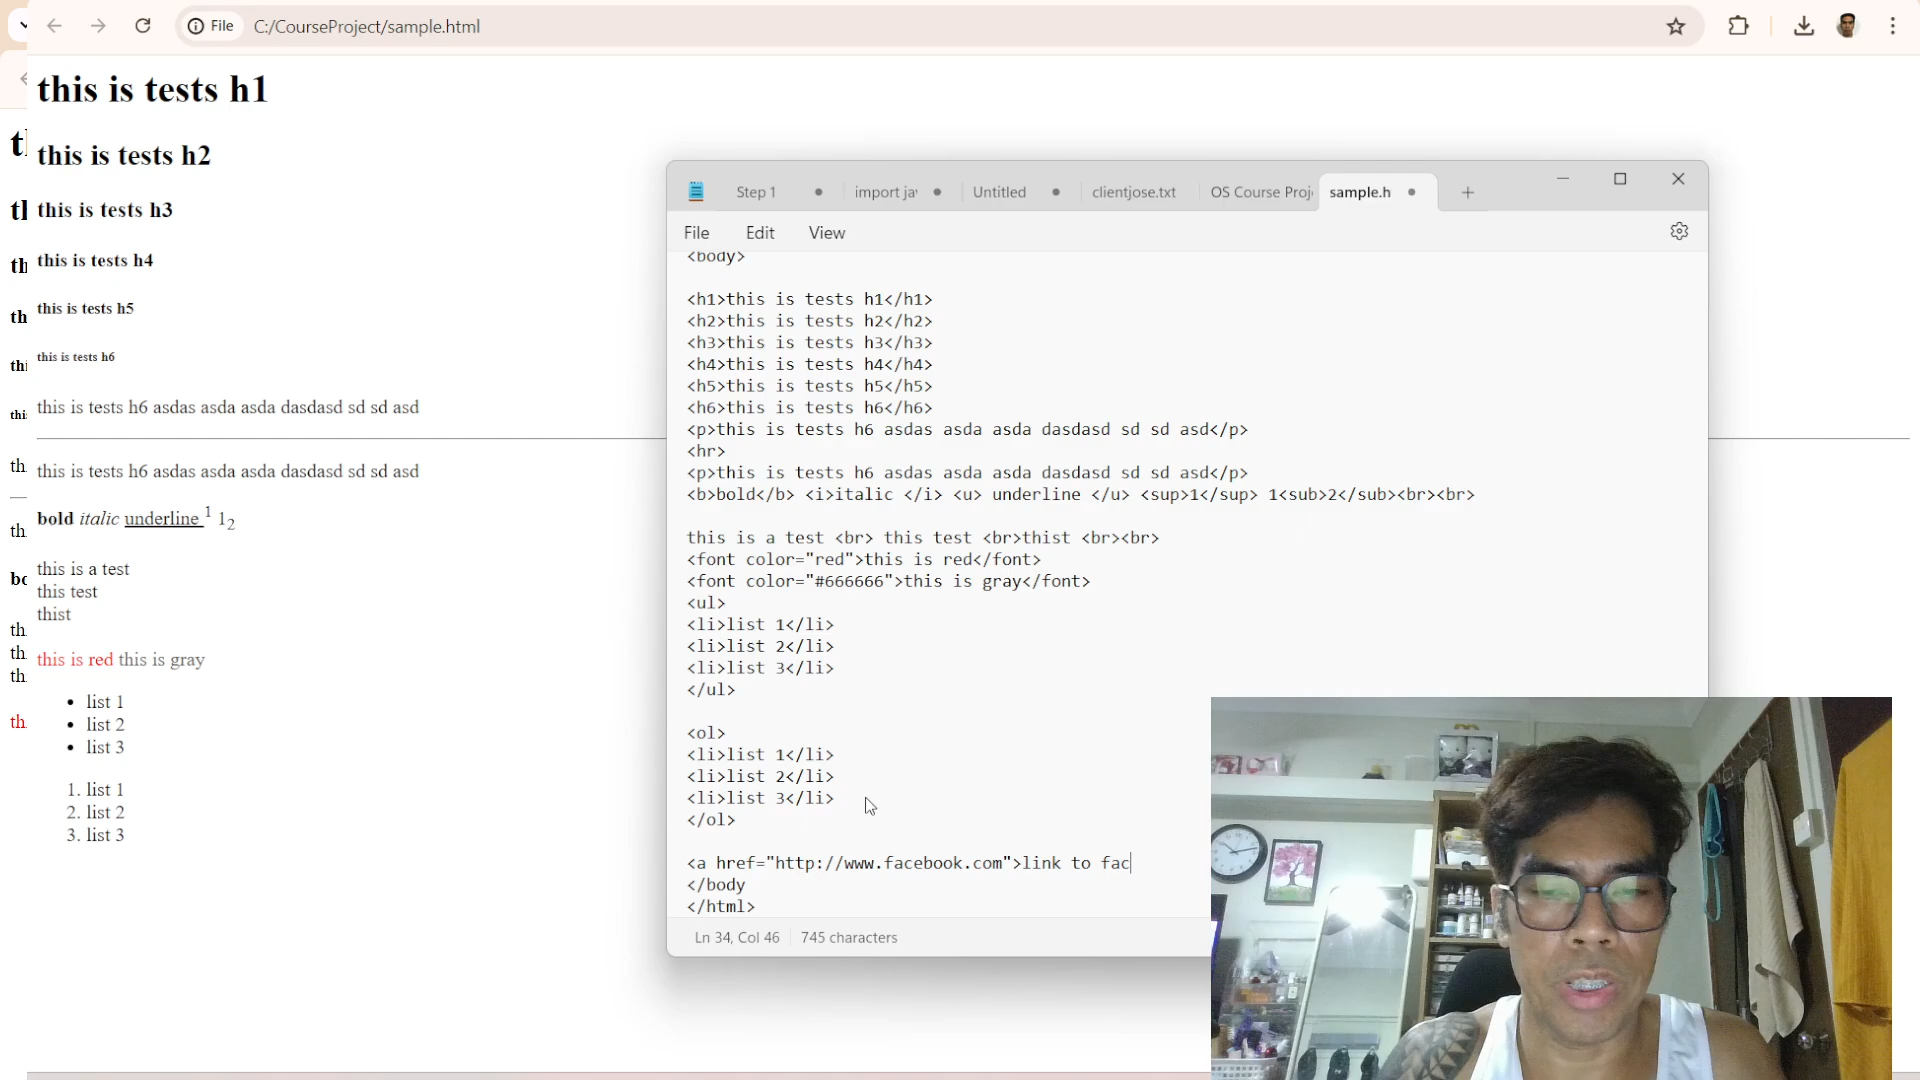 File
C:/CourseProject/sample.html
this is tests h1
this is tests h2
this is tests h3
this is tests h4
this is tests h5
this is tests h6
this is tests h6 asdas asda asda dasdasd sd sd asd
this is tests h6 asdas asda asda dasdasd sd sd asd
bold italic underline 1 12
this is a test
this test
thist
this is red this is gray
• list 1
• list 2
• list 3
1. list 1
2. list 2
3. list 3
Step 1
import jav
Untitled
clientjose.txt
OS Course Proj
sample.h
File Edit View
<body>
<h1>this is tests h1</h1>
<h2>this is tests h2</h2>
<h3>this is tests h3</h3>
<h4>this is tests h4</h4>
<h5>this is tests h5</h5>
<h6>this is tests h6</h6>
<p>this is tests h6 asdas asda asda dasdasd sd sd asd</p>
<hr>
<p>this is tests h6 asdas asda asda dasdasd sd sd asd</p>
<b>bold</b> <i>italic </i> <u> underline </u> <sup>1</sup> 1<sub>2</sub><br><br>
this is a test <br> this test <br>thist <br><br>
<font color="red">this is red</font>
<font color="#666666">this is gray</font>
<ul>
<li>list 1</li>
<li>list 2</li>
<li>list 3</li>
</ul>
<ol>
<li>list 1</li>
<li>list 2</li>
<li>list 3</li>
</ol>
<a href="http://www.facebook.com">link to fac
</body
</html>
Ln 34, Col 46
745 characters